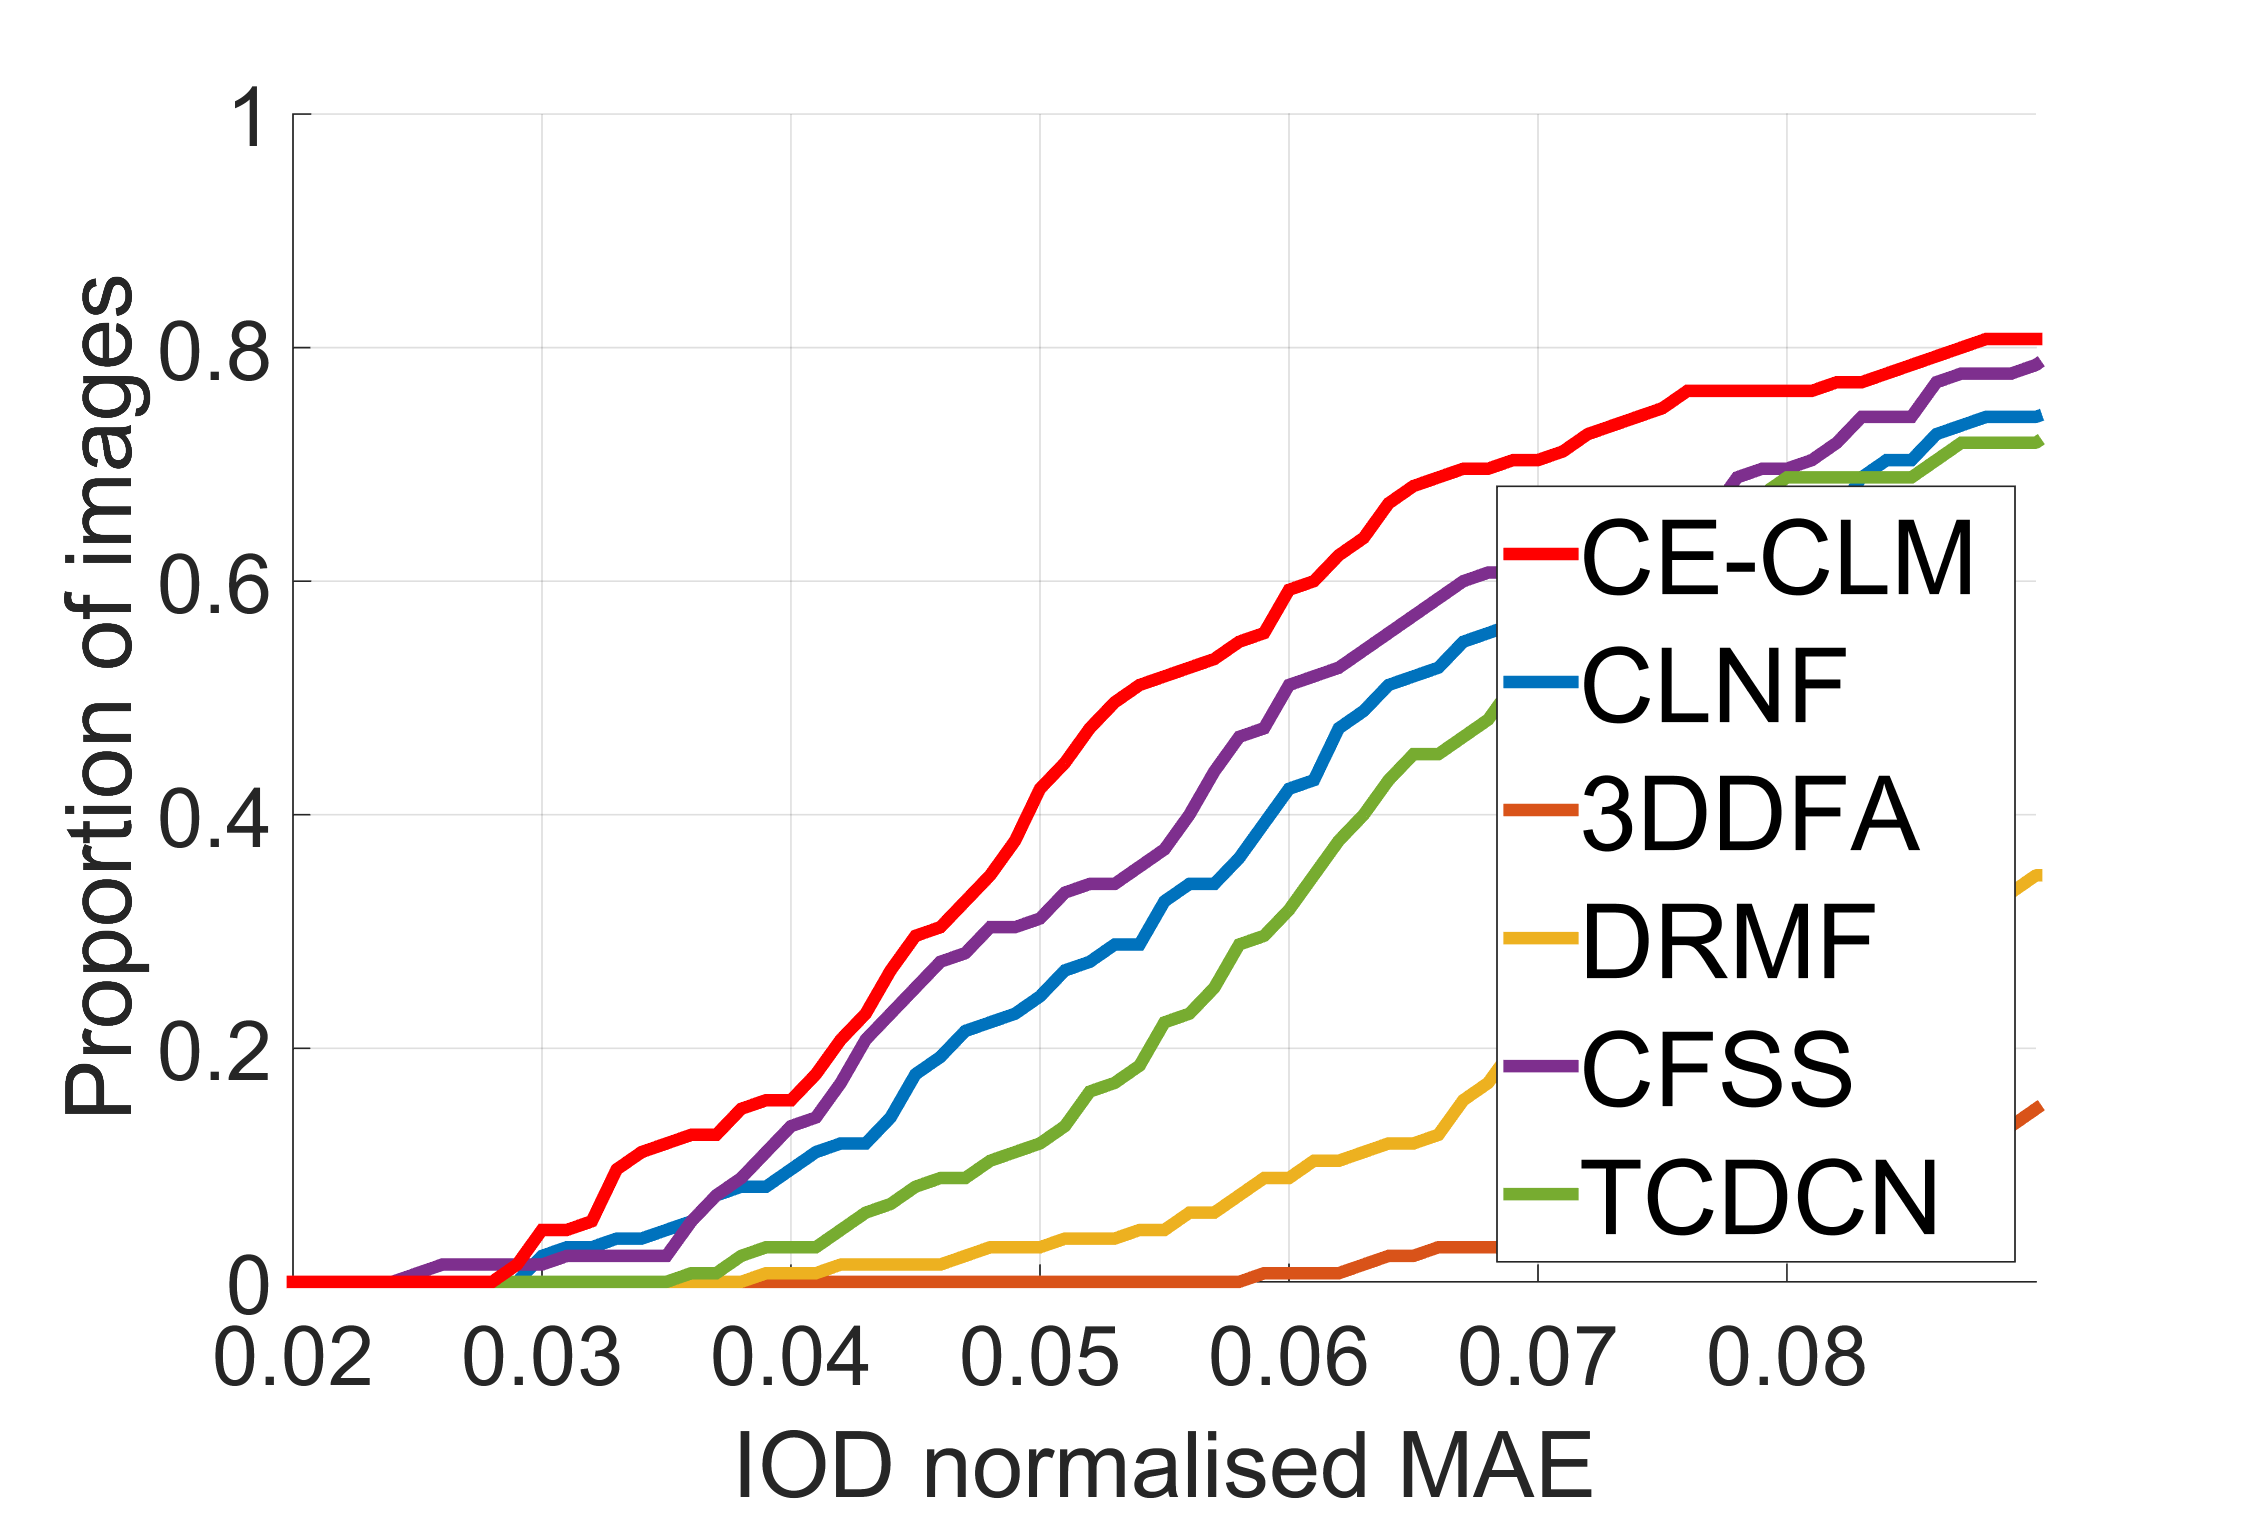 Proportion of images
1
0.8
0.6
0.4
0.2
0
0.02 0.03 0.04 0.05 0.06 0.07 0.08
IOD normalised MAE
CE-CLM
CLNF
3DDFA
DRMF
CFSS
TCDCN